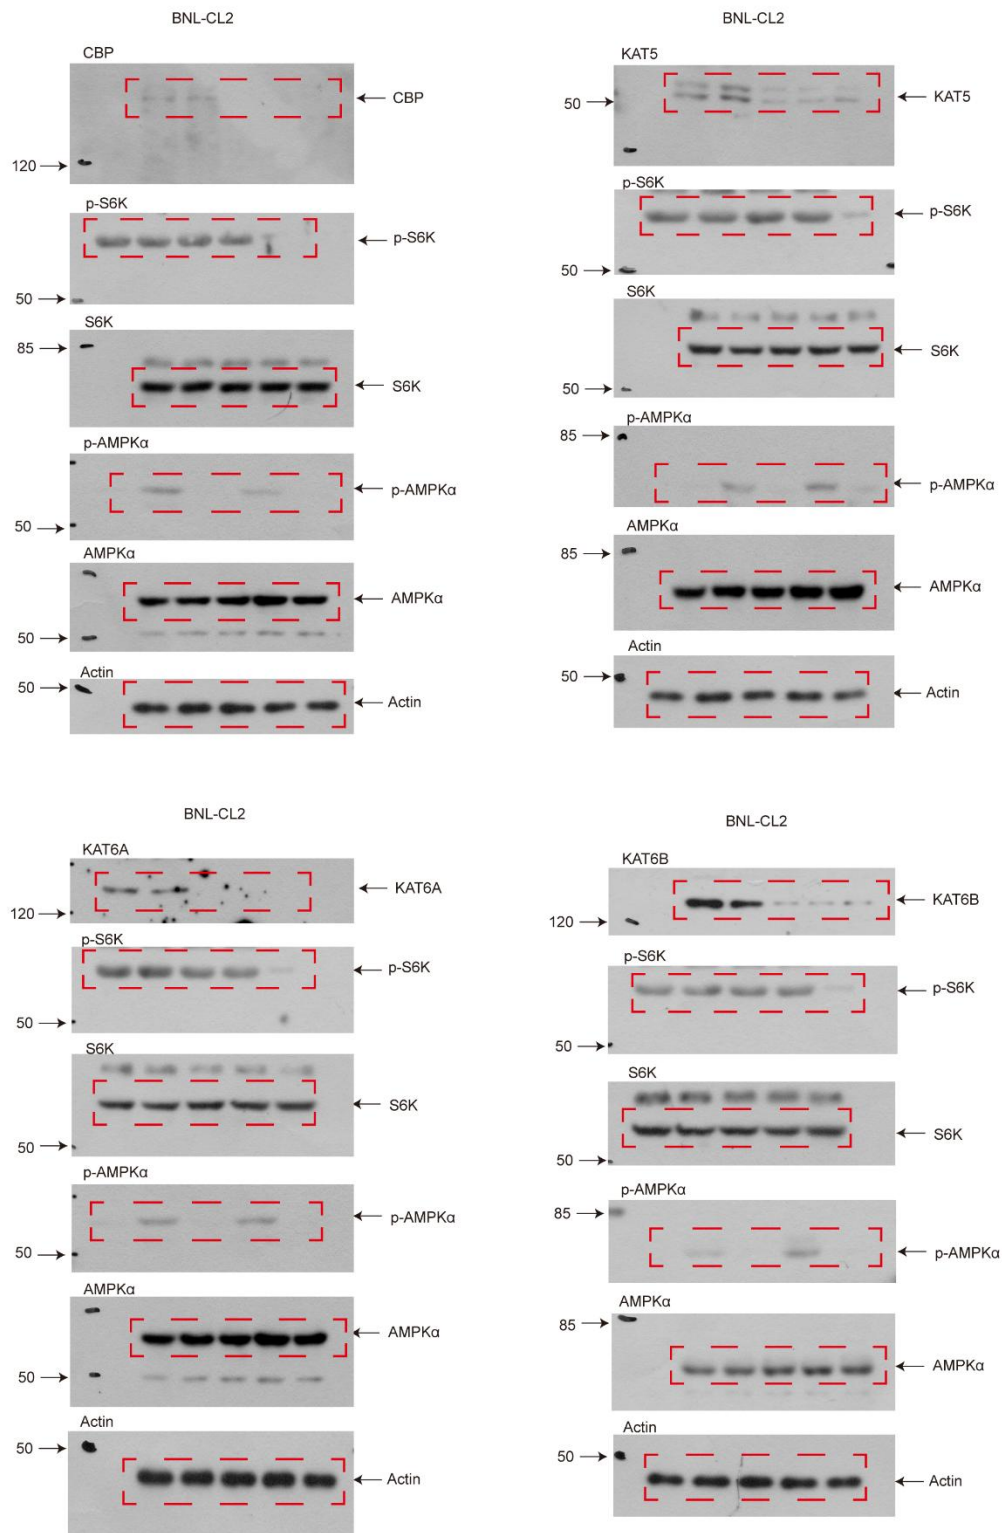 BNL-CL2
CBP
CBP
120
p-S6K
p-S6K
50
S6K
85
S6K
p-AMPKα
p-AMPKα
50
AMPKα
AMPKα
50
Actin
50
Actin
BNL-CL2
KAT5
50
KAT5
p-S6K
p-S6K
50
S6K
S6K
50
p-AMPKα
85
p-AMPKα
AMPKα
85
AMPKα
Actin
50
Actin
BNL-CL2
KAT6A
KAT6A
120
p-S6K
p-S6K
50
S6K
S6K
50
p-AMPKα
p-AMPKα
50
AMPKα
AMPKα
50
Actin
50
Actin
BNL-CL2
KAT6B
KAT6B
120
p-S6K
p-S6K
50
S6K
S6K
50
p-AMPKα
85
p-AMPKα
AMPKα
85
AMPKα
Actin
50
Actin